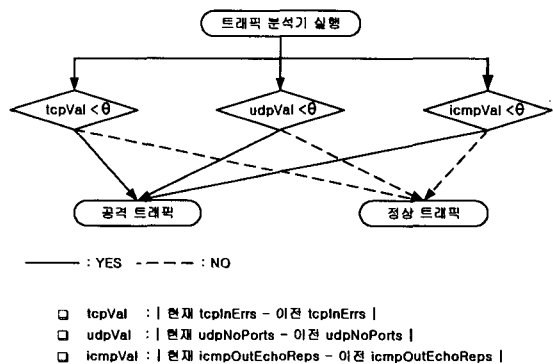 트래픽 분석기 실행
tcpVal < θ
udpVal < θ
icmpVal < θ
공격 트래픽
정상 트래픽
: YES
: NO
❏ tcpVal : | 현재 tcpInErrs - 이전 tcpInErrs |
❏ udpVal : | 현재 udpNoPorts - 이전 udpNoPorts |
❏ icmpVal : | 현재 icmpOutEchoReps - 이전 icmpOutEchoReps |